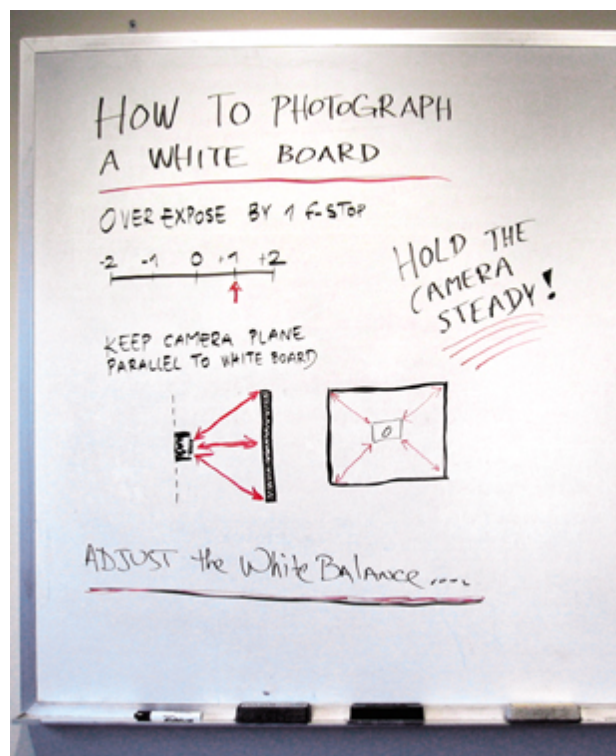 HOW TO PHOTOGRAPH
A WHITE BOARD
OVER EXPOSE BY 1 F-STOP
-2 -1 0 +1 +2
HOLD THE
CAMERA
STEADY!
KEEP CAMERA PLANE
PARALLEL TO WHITE BOARD
ADJUST the White Balance....